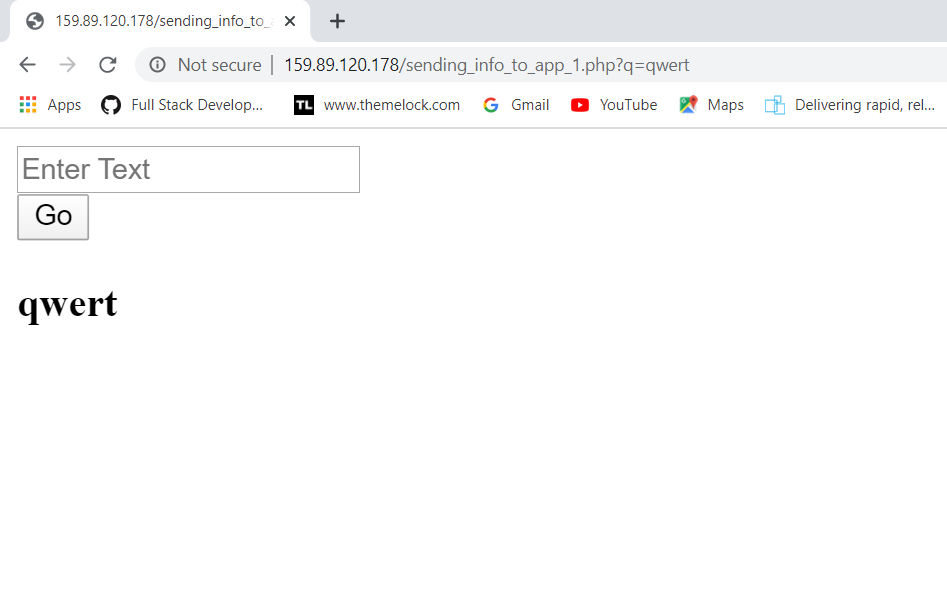 159.89.120.178/sending_info_to_a
Not secure | 159.89.120.178/sending_info_to_app_1.php?q=qwert
Apps Full Stack Develop... TL www.themelock.com G Gmail YouTube Maps Delivering rapid, rel...
Enter Text
Go
qwert